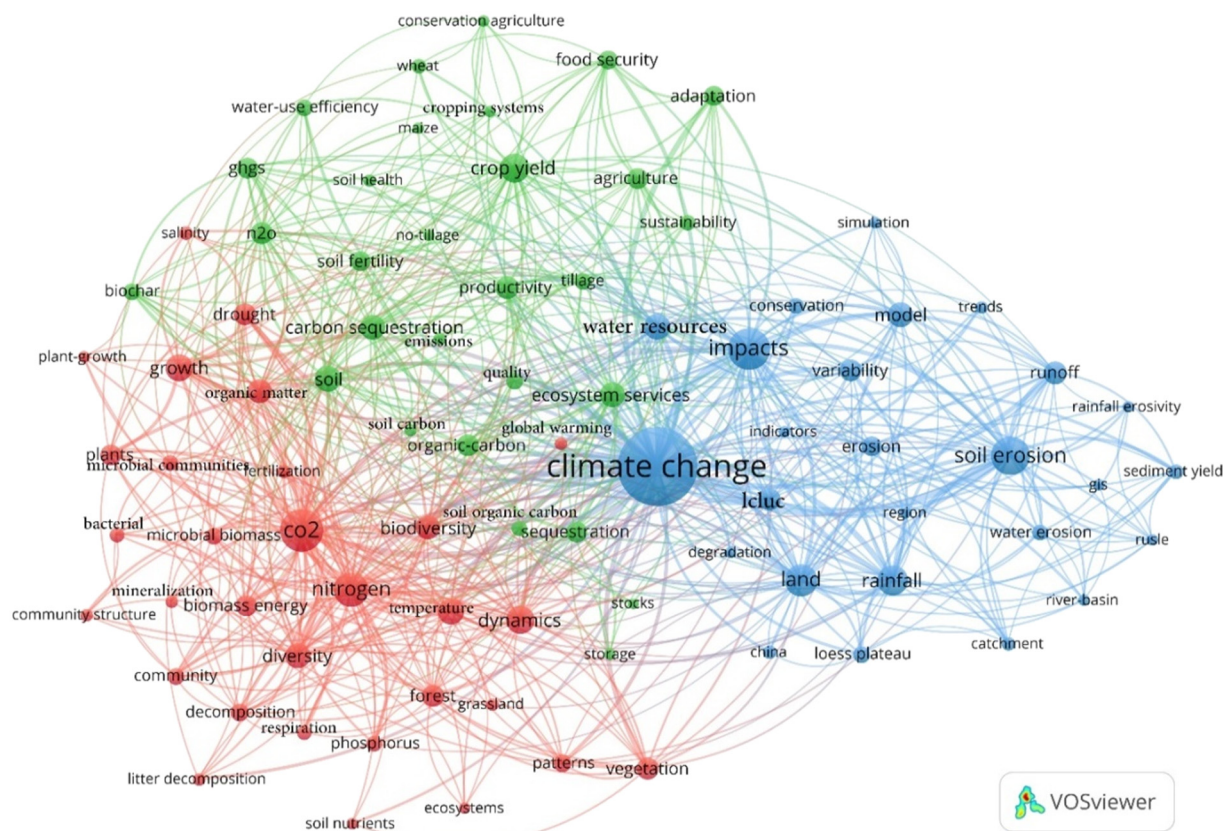 conservation agriculture
food security
wheat
adaptation
water-use efficiency
cropping systems
maize
ghgs
crop yield
soil health
agriculture
sustainability
simulation
salinity
n2o
no-tillage
soil fertility
tillage
biochar
productivity
conservation
trends
drought
model
carbon sequestration
water resources
emissions
impacts
plant-growth
growth
quality
variability
runoff
soil
organic matter
ecosystem services
rainfall erosivity
soil carbon
global warming
indicators
organic-carbon
erosion
plants
soil erosion
microbial communities
fertilization
climate change
sediment yield
gis
lcluc
soil organic carbon
region
bacterial
co2
biodiversity
microbial biomass
sequestration
water erosion
rusle
degradation
land
rainfall
mineralization
nitrogen
biomass energy
temperature
stocks
river-basin
community structure
dynamics
catchment
diversity
storage
china
loess plateau
community
forest
grassland
decomposition
respiration
phosphorus
patterns
vegetation
litter decomposition
ecosystems
soil nutrients
VOSviewer